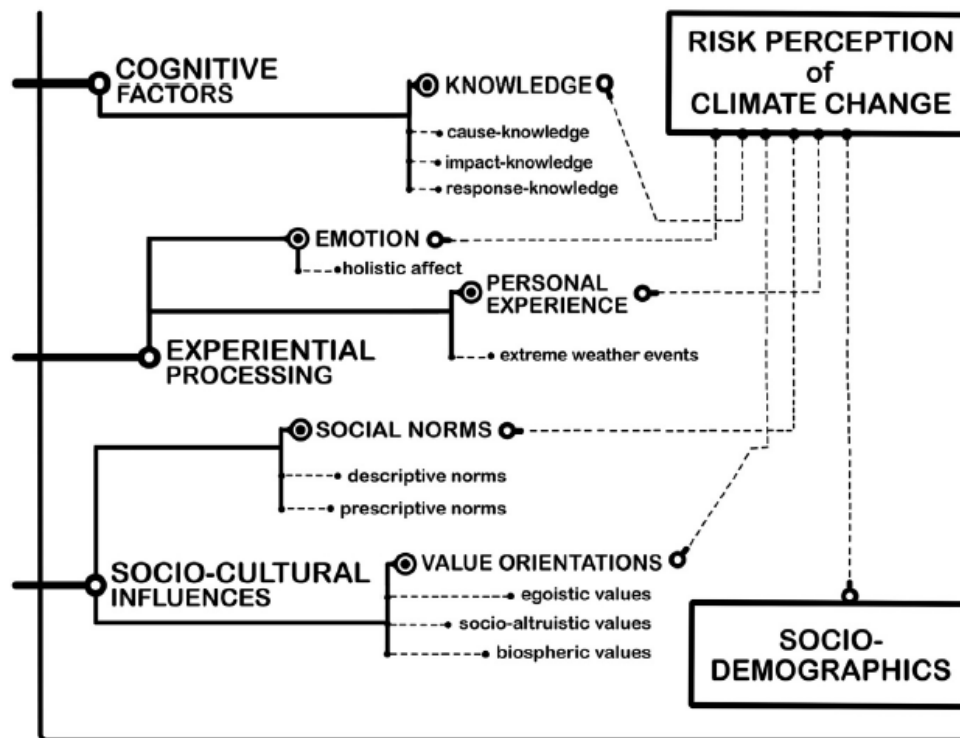 RISK PERCEPTION
of
CLIMATE CHANGE
COGNITIVE
FACTORS
KNOWLEDGE
cause-knowledge
impact-knowledge
response-knowledge
EMOTION
holistic affect
PERSONAL
EXPERIENCE
extreme weather events
EXPERIENTIAL
PROCESSING
SOCIAL NORMS
descriptive norms
prescriptive norms
SOCIO-CULTURAL
INFLUENCES
VALUE ORIENTATIONS
egoistic values
socio-altruistic values
biospheric values
SOCIO-
DEMOGRAPHICS